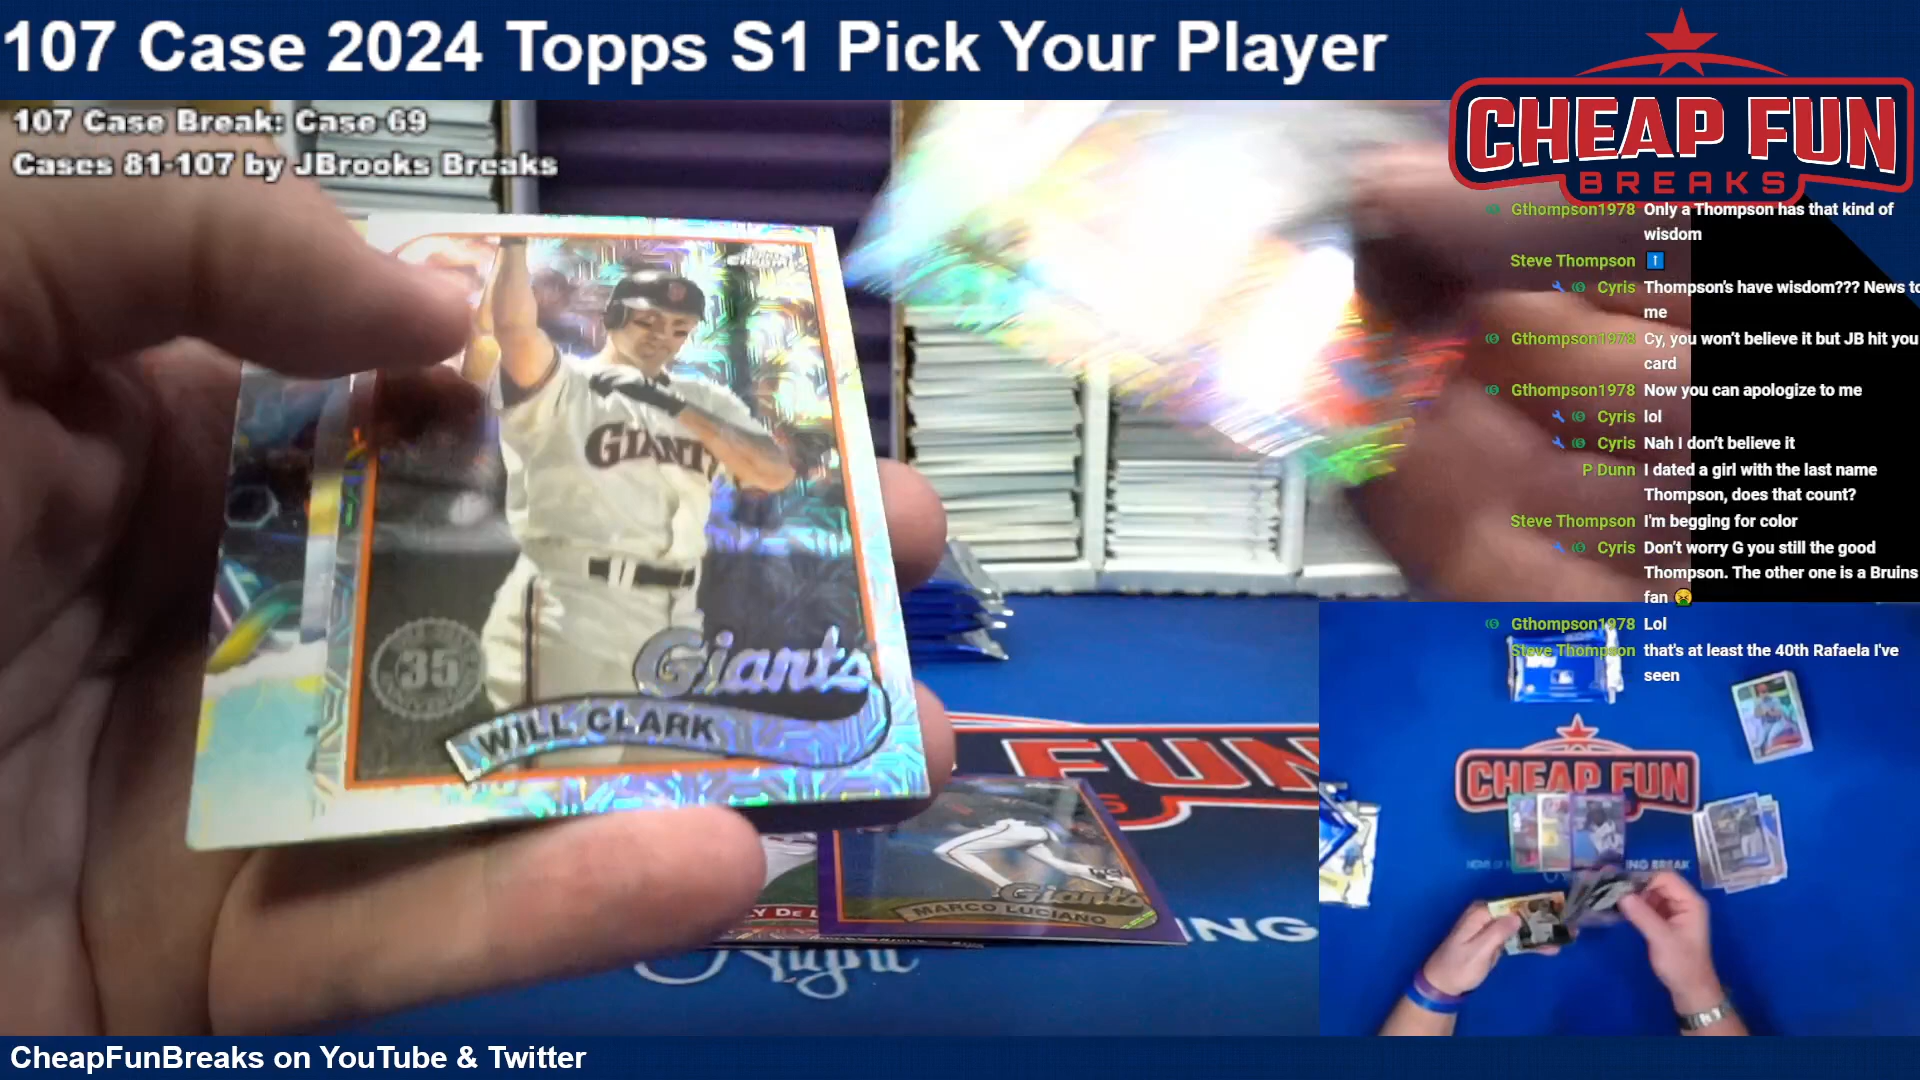 107 Case 2024 Topps S1 Pick Your Player
107 Case Break: Case 69
Cases 81-107 by JBrooks Breaks
CHEAP FUN
BREAKS
Gthompson1978 Only a Thompson has that kind of
wisdom
Steve Thompson
Cyris Thompson's have wisdom??? News to
me
Gthompson1978 Cy, you won't believe it but JB hit you
card
Gthompson1978 Now you can apologize to me
Cyris lol
Cyris Nah I don't believe it
P Dunn I dated a girl with the last name
Thompson, does that count?
Steve Thompson I'm begging for color
Cyris Don't worry G you still the good
Thompson. The other one is a Bruins
fan 🤮
Gthompson1978 Lol
Steve Thompson that's at least the 40th Rafaela I've
seen
GIANT
35
Giants
WILL CLARK
Giants
MARCO LUCIANO
Y DE L
FUN
NG
Night
CHEAP FUN
NG BREAK
CheapFunBreaks on YouTube & Twitter